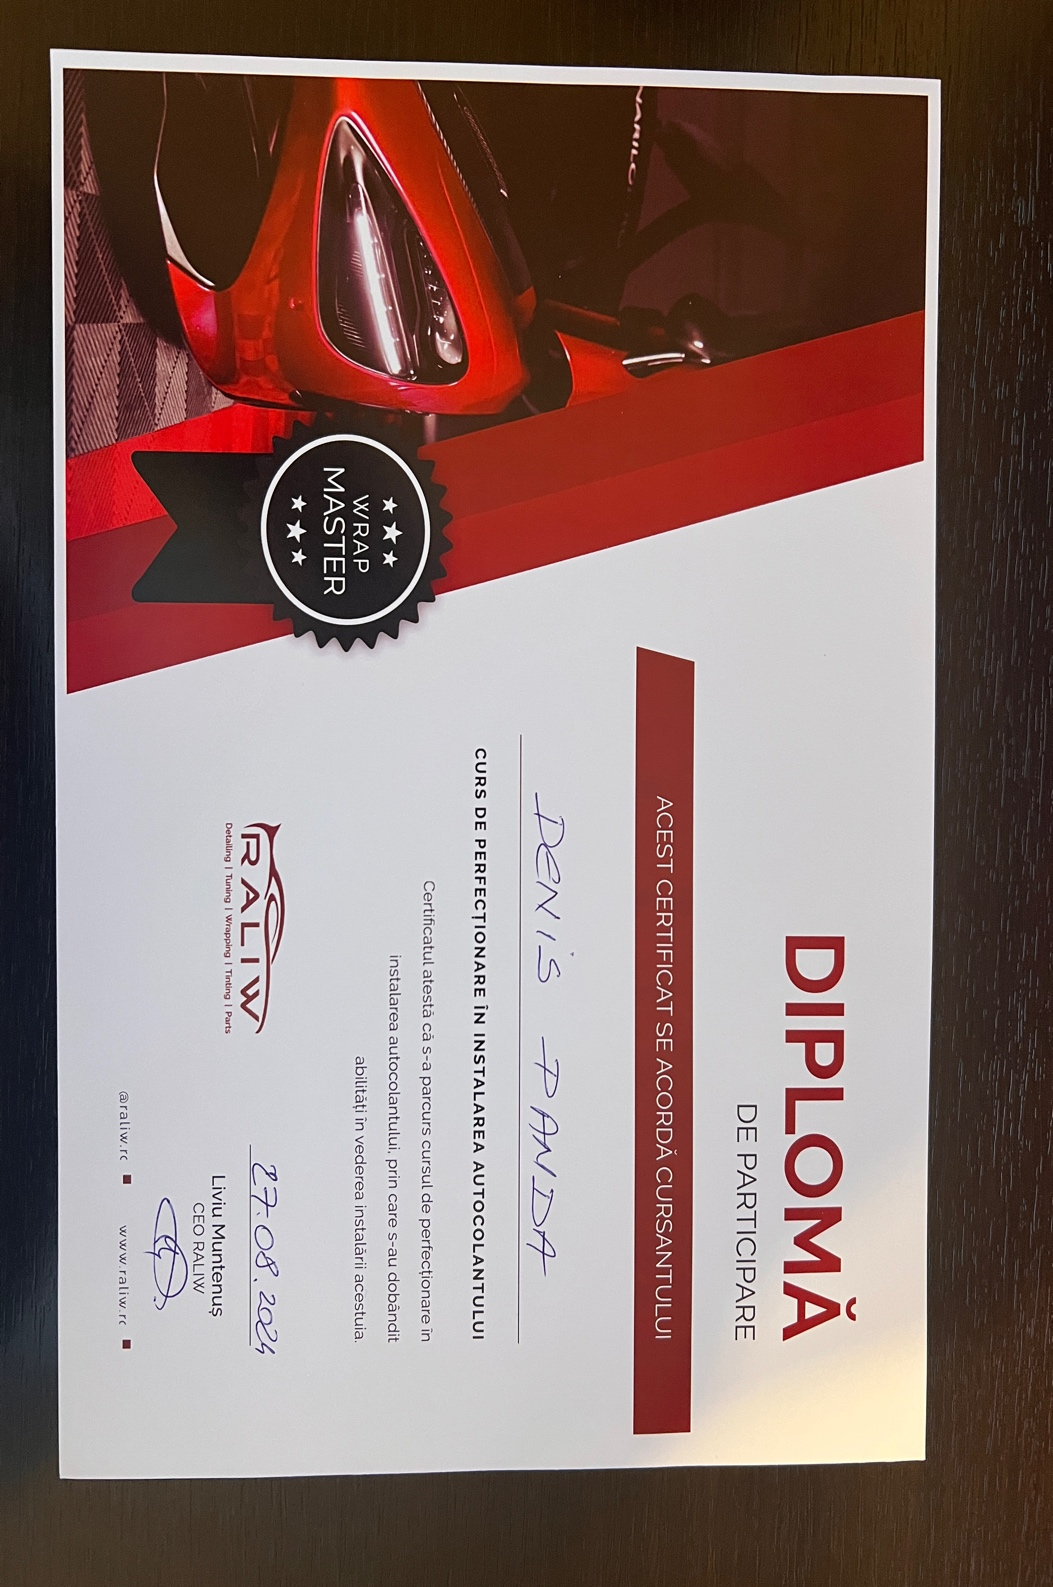 DIPLOMĂ
DE PARTICIPARE
ACEST CERTIFICAT SE ACORDĂ CURSANTULUI
DENIS PANDA
CURS DE PERFECȚIONARE ÎN INSTALAREA AUTOCOLANTULUI
Certificatul atestă că s-a parcurs cursul de perfecționare în
instalarea autocolantului, prin care s-au dobândit
abilități în vederea instalării acestuia.
WRAP
MASTER
RALIW
Detailing | Tuning | Wrapping | Tinting | Parts
27.08.2024
Liviu Muntenuș
CEO RALIW
@raliw.rc ■ www.raliw.rc ■